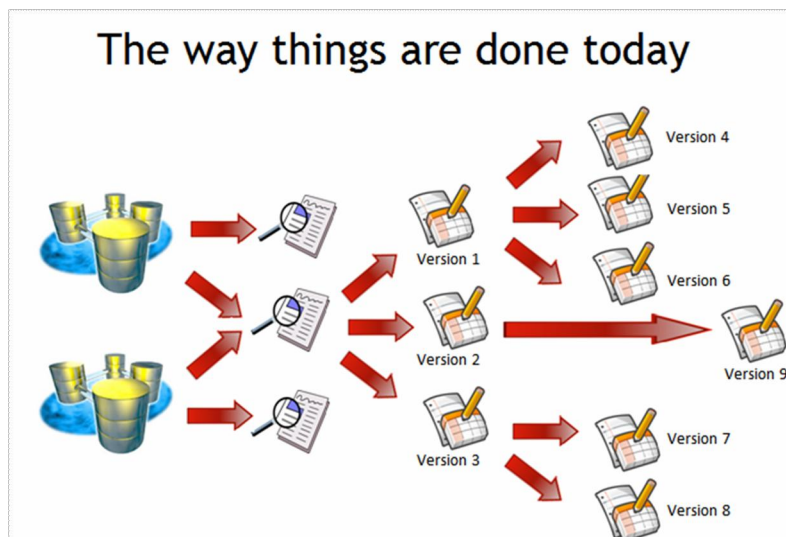 The way things are done today
Version 4
Version 5
Version 1
Version 6
Version 2
Version 9
Version 3
Version 7
Version 8